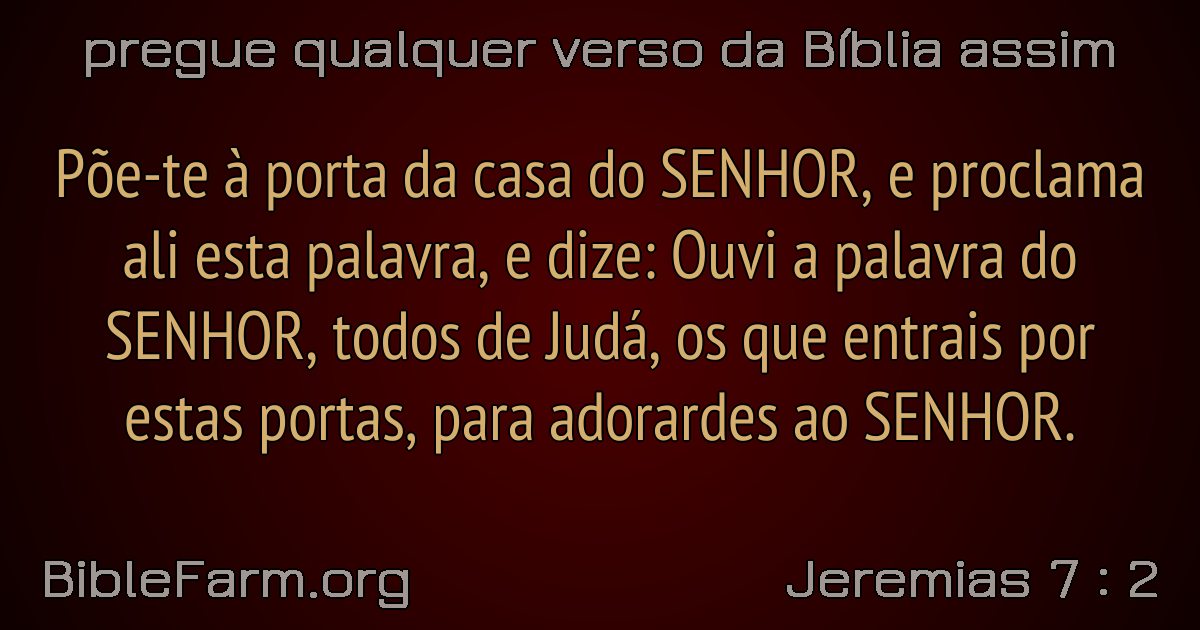 pregue qualquer verso da Bíblia assim
Põe-te à porta da casa do SENHOR, e proclama
ali esta palavra, e dize: Ouvi a palavra do
SENHOR, todos de Judá, os que entrais por
estas portas, para adorardes ao SENHOR.
BibleFarm.org
Jeremias 7 : 2